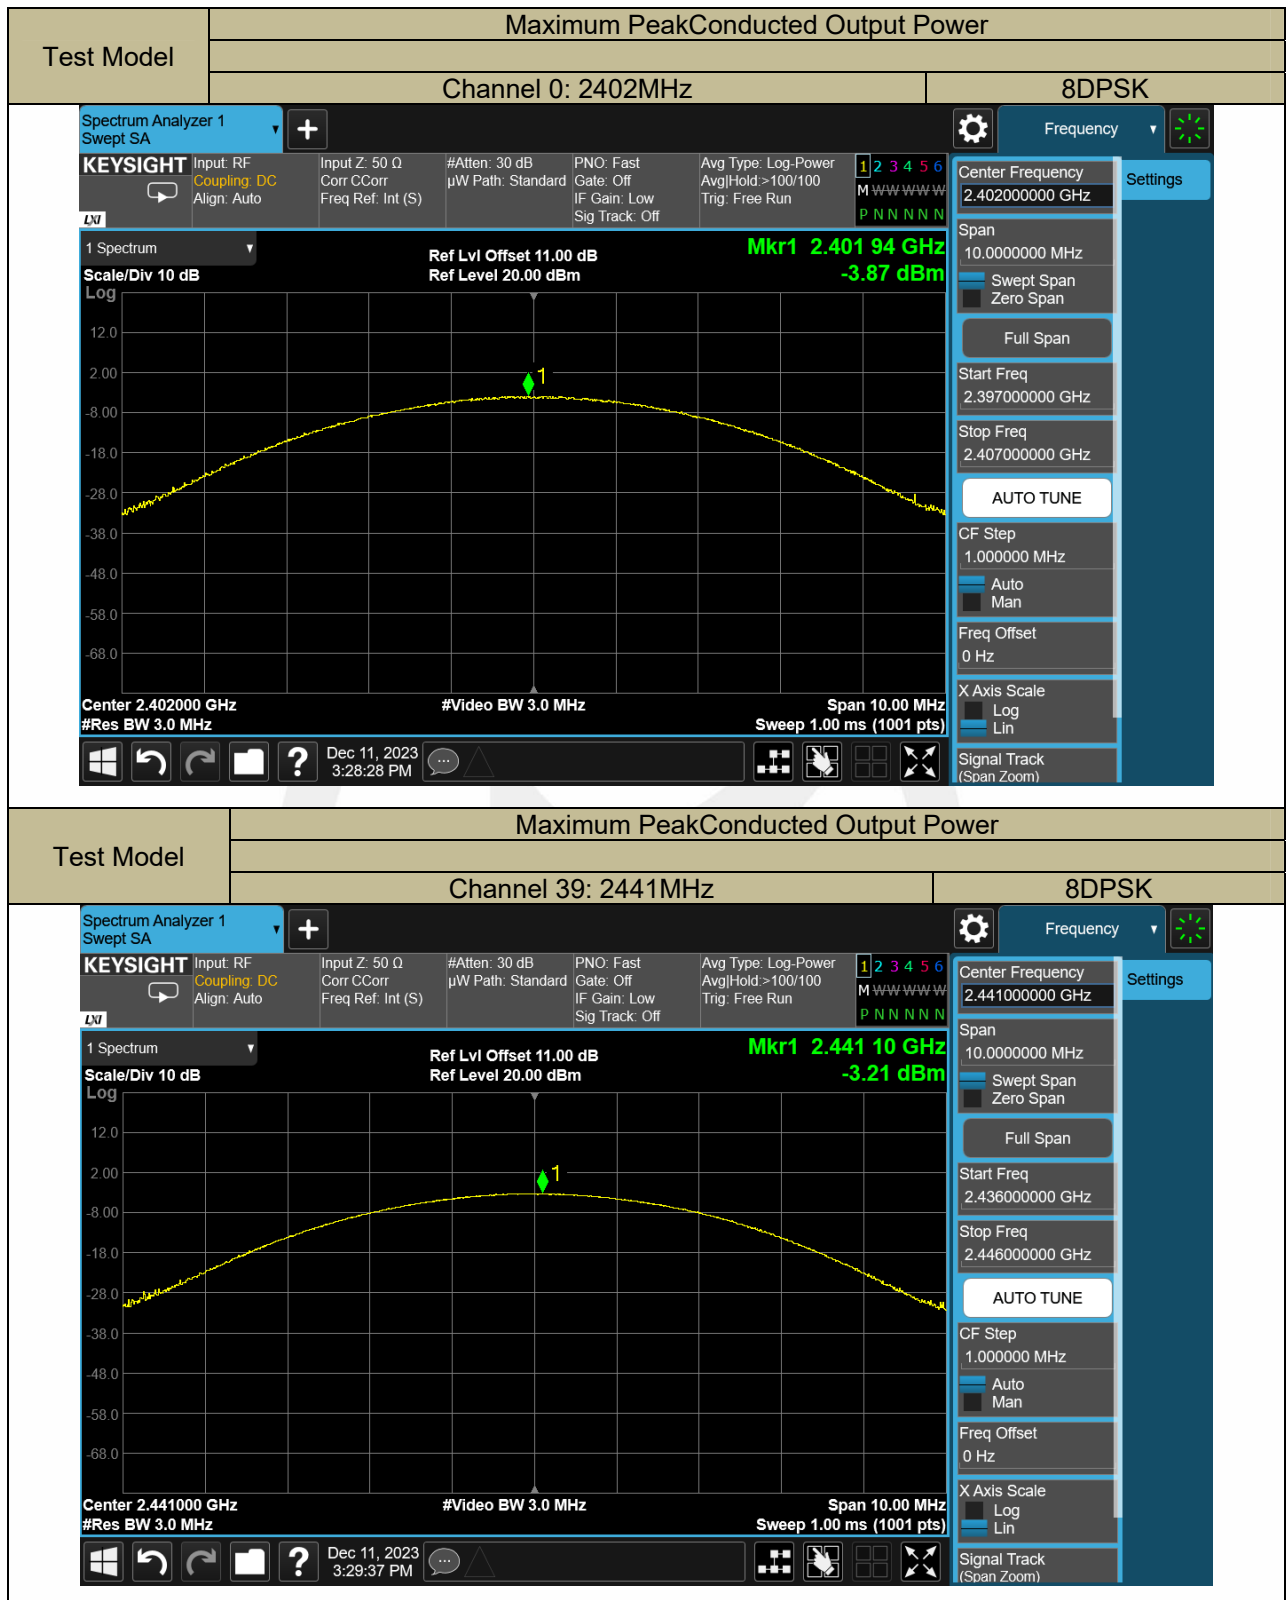 Test Model
Maximum PeakConducted Output Power
Channel 0: 2402MHz
8DPSK
Spectrum Analyzer 1
Swept SA
Frequency
KEYSIGHT
LXI
Input: RF
Coupling: DC
Align: Auto
Input Z: 50 Ω
Corr CCorr
Freq Ref: Int (S)
#Atten: 30 dB
µW Path: Standard
PNO: Fast
Gate: Off
IF Gain: Low
Sig Track: Off
Avg Type: Log-Power
Avg|Hold:>100/100
Trig: Free Run
1 2 3 4 5 6
M W W W W W
P N N N N N
1 Spectrum
Scale/Div 10 dB
Log
Ref Lvl Offset 11.00 dB
Ref Level 20.00 dBm
Mkr1 2.401 94 GHz
-3.87 dBm
1
12.0
2.00
-8.00
-18.0
-28.0
-38.0
-48.0
-58.0
-68.0
Center 2.402000 GHz
#Res BW 3.0 MHz
#Video BW 3.0 MHz
Span 10.00 MHz
Sweep 1.00 ms (1001 pts)
?
Dec 11, 2023
3:28:28 PM
Center Frequency
2.402000000 GHz
Span
10.0000000 MHz
Swept Span
Zero Span
Full Span
Start Freq
2.397000000 GHz
Stop Freq
2.407000000 GHz
AUTO TUNE
CF Step
1.000000 MHz
Auto
Man
Freq Offset
0 Hz
X Axis Scale
Log
Lin
Signal Track
(Span Zoom)
Settings
Test Model
Maximum PeakConducted Output Power
Channel 39: 2441MHz
8DPSK
Spectrum Analyzer 1
Swept SA
Frequency
KEYSIGHT
LXI
Input: RF
Coupling: DC
Align: Auto
Input Z: 50 Ω
Corr CCorr
Freq Ref: Int (S)
#Atten: 30 dB
µW Path: Standard
PNO: Fast
Gate: Off
IF Gain: Low
Sig Track: Off
Avg Type: Log-Power
Avg|Hold:>100/100
Trig: Free Run
1 2 3 4 5 6
M W W W W W
P N N N N N
1 Spectrum
Scale/Div 10 dB
Log
Ref Lvl Offset 11.00 dB
Ref Level 20.00 dBm
Mkr1 2.441 10 GHz
-3.21 dBm
1
12.0
2.00
-8.00
-18.0
-28.0
-38.0
-48.0
-58.0
-68.0
Center 2.441000 GHz
#Res BW 3.0 MHz
#Video BW 3.0 MHz
Span 10.00 MHz
Sweep 1.00 ms (1001 pts)
?
Dec 11, 2023
3:29:37 PM
Center Frequency
2.441000000 GHz
Span
10.0000000 MHz
Swept Span
Zero Span
Full Span
Start Freq
2.436000000 GHz
Stop Freq
2.446000000 GHz
AUTO TUNE
CF Step
1.000000 MHz
Auto
Man
Freq Offset
0 Hz
X Axis Scale
Log
Lin
Signal Track
(Span Zoom)
Settings